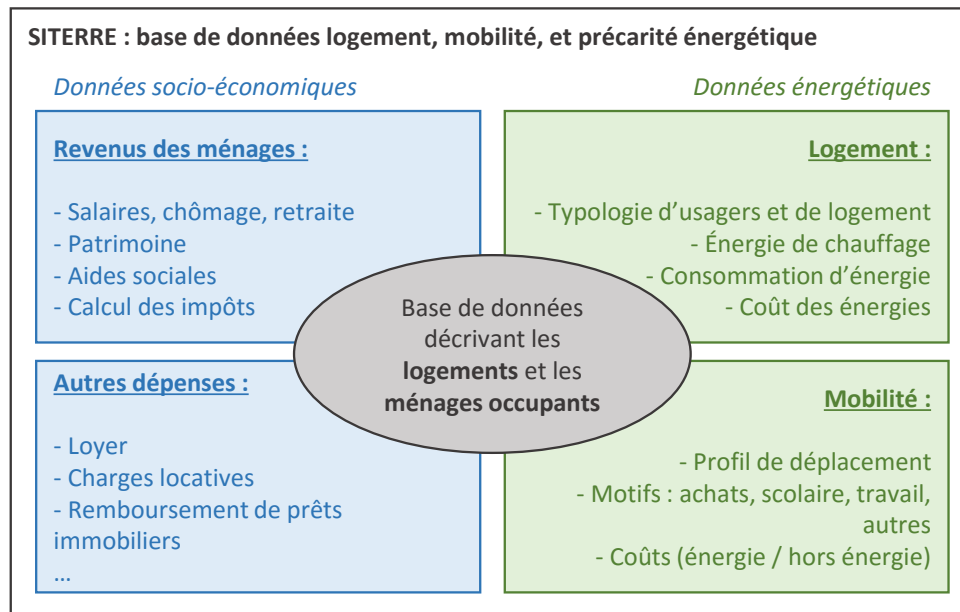 SITERRE : base de données logement, mobilité, et précarité énergétique
Données socio-économiques
Données énergétiques
Revenus des ménages :
- Salaires, chômage, retraite
- Patrimoine
- Aides sociales
- Calcul des impôts
Logement :
- Typologie d’usagers et de logement
- Énergie de chauffage
- Consommation d’énergie
- Coût des énergies
Base de données
décrivant les
logements et les
ménages occupants
Autres dépenses :
- Loyer
- Charges locatives
- Remboursement de prêts
immobiliers
...
Mobilité :
- Profil de déplacement
- Motifs : achats, scolaire, travail,
autres
- Coûts (énergie / hors énergie)